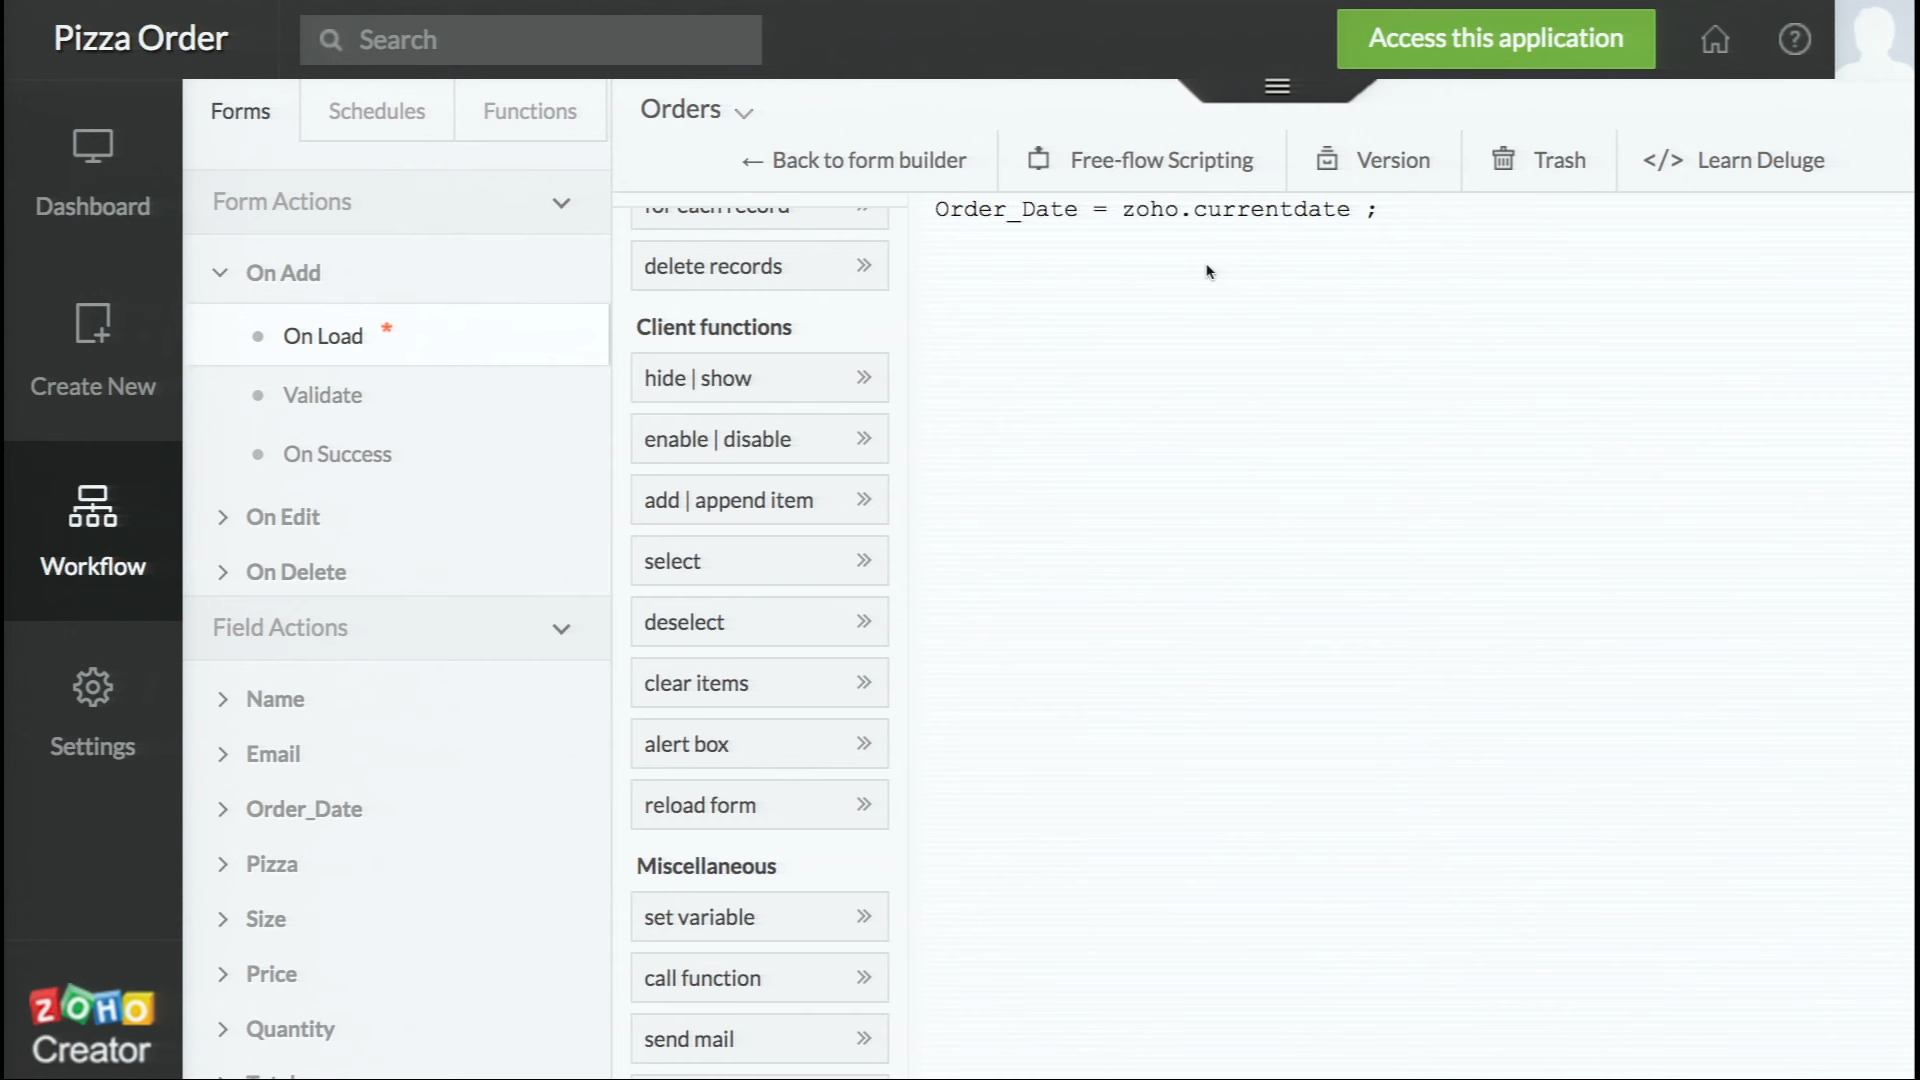 Pizza Order
Search
Access this application
Dashboard
Create New
Workflow
Settings
ZOHO
Creator
Forms
Schedules
Functions
Form Actions
On Add
On Load *
Validate
On Success
On Edit
On Delete
Field Actions
Name
Email
Order_Date
Pizza
Size
Price
Quantity
Orders
← Back to form builder
Free-flow Scripting
Version
Trash
</> Learn Deluge
for each record
delete records
Client functions
hide | show
enable | disable
add | append item
select
deselect
clear items
alert box
reload form
Miscellaneous
set variable
call function
send mail
Order_Date = zoho.currentdate ;